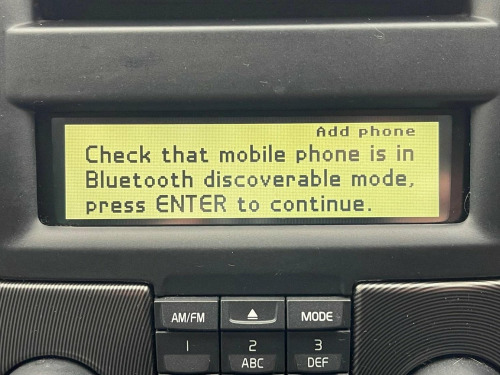 Add phone
Check that mobile phone is in
Bluetooth discoverable mode,
press ENTER to continue.
AM/FM
MODE
1 2 3
ABC DEF